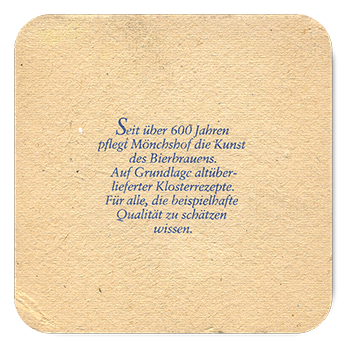 Seit über 600 Jahren
pflegt Mönchshof die Kunst
des Bierbrauens.
Auf Grundlage altüber-
lieferter Klosterrezepte.
Für alle, die beispielhafte
Qualität zu schätzen
wissen.